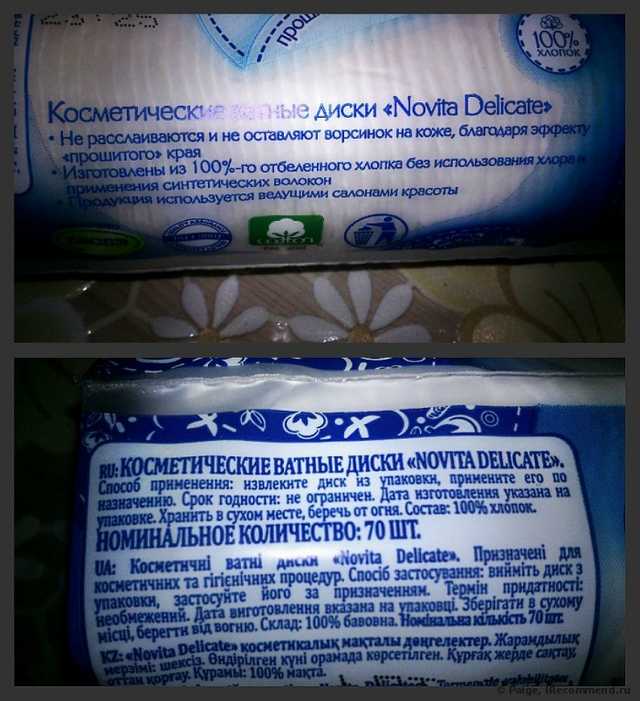 100%
ХЛОПОК
Косметические ватные диски «Novita Delicate»
• Не расслаиваются и не оставляют ворсинок на коже, благодаря эффекту
«прошитого» края
• Изготовлены из 100%-го отбеленного хлопка без использования хлора и
применения синтетических волокон
• Продукция используется ведущими салонами красоты
cotton
RU: КОСМЕТИЧЕСКИЕ ВАТНЫЕ ДИСКИ «NOVITA DELICATE».
Способ применения: извлеките диск из упаковки, примените его по
назначению. Срок годности: не ограничен. Дата изготовления указана на
упаковке. Хранить в сухом месте, беречь от огня. Состав: 100% хлопок.
НОМИНАЛЬНОЕ КОЛИЧЕСТВО: 70 ШТ.
UA: Косметичні ватні диски «Novita Delicate». Призначені для
косметичних та гігієнічних процедур. Спосіб застосування: вийміть диск з
упаковки, застосуйте його за призначенням. Термін придатності:
необмежений. Дата виготовлення вказана на упаковці. Зберігати в сухому
місці, берегти від вогню. Склад: 100% бавовна. Номінальна кількість 70 шт.
KZ: «Novita Delicate» косметикалық мақталы дөңгелектер. Жарамдылық
мерзімі: шексіз. Өндірілген күні орамада көрсетілген. Құрғақ жерде сақтау,
оттан қорғау. Құрамы: 100% мақта.
© Paige, IRecommend.ru